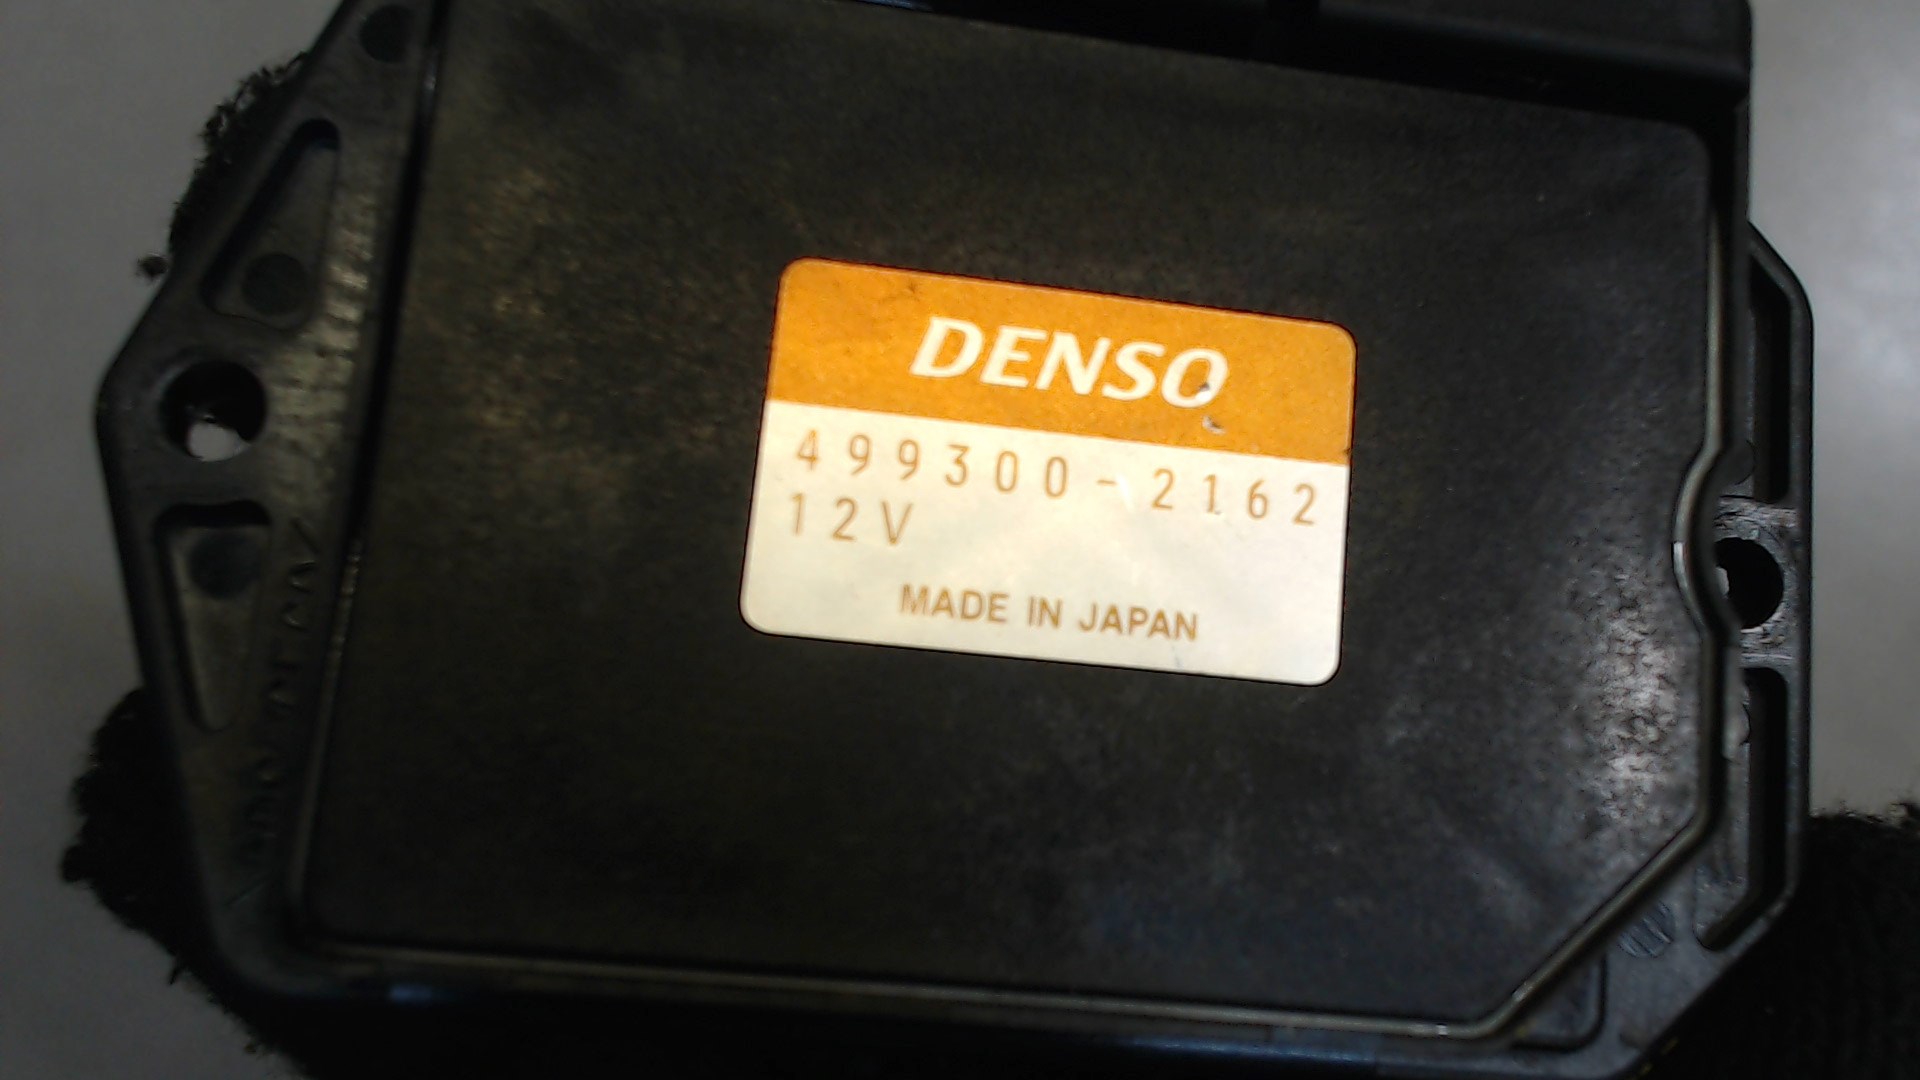 DENSO
499300-2162
12V
MADE IN JAPAN